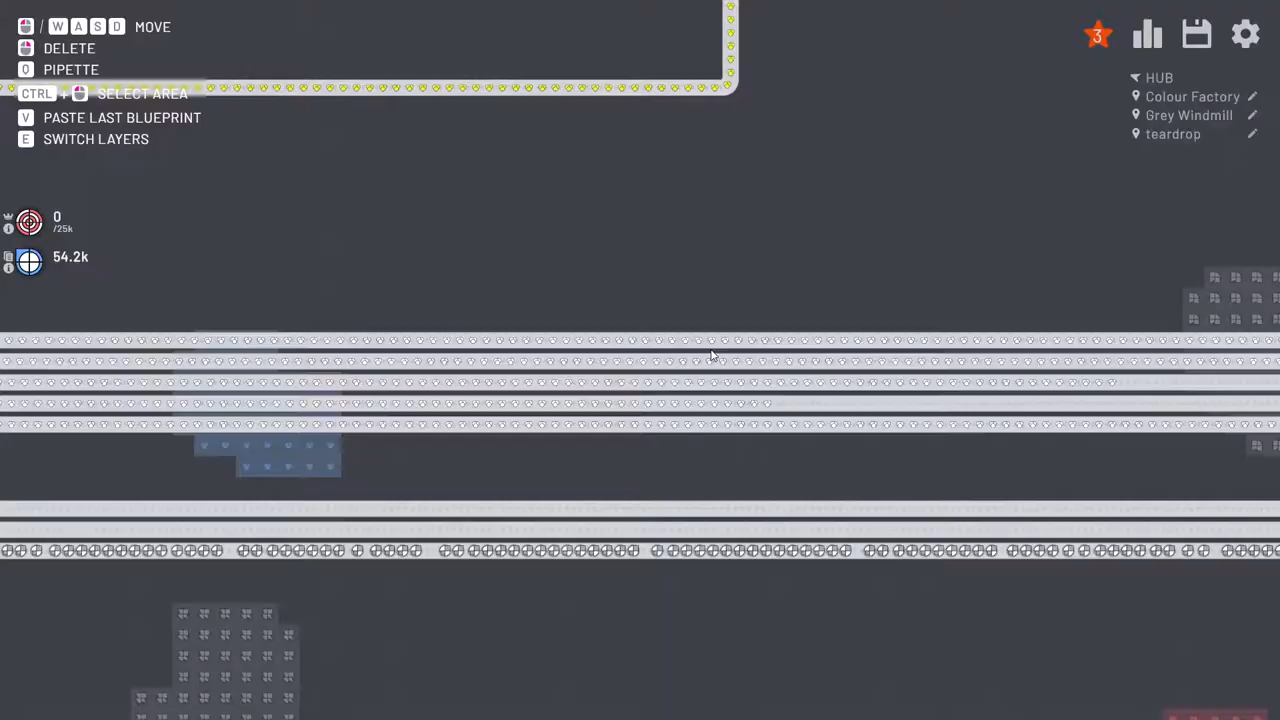 / W A S D MOVE
DELETE
Q PIPETTE
CTRL + SELECT AREA
V PASTE LAST BLUEPRINT
E SWITCH LAYERS
3
HUB
Colour Factory
Grey Windmill
teardrop
0
/25k
54.2k